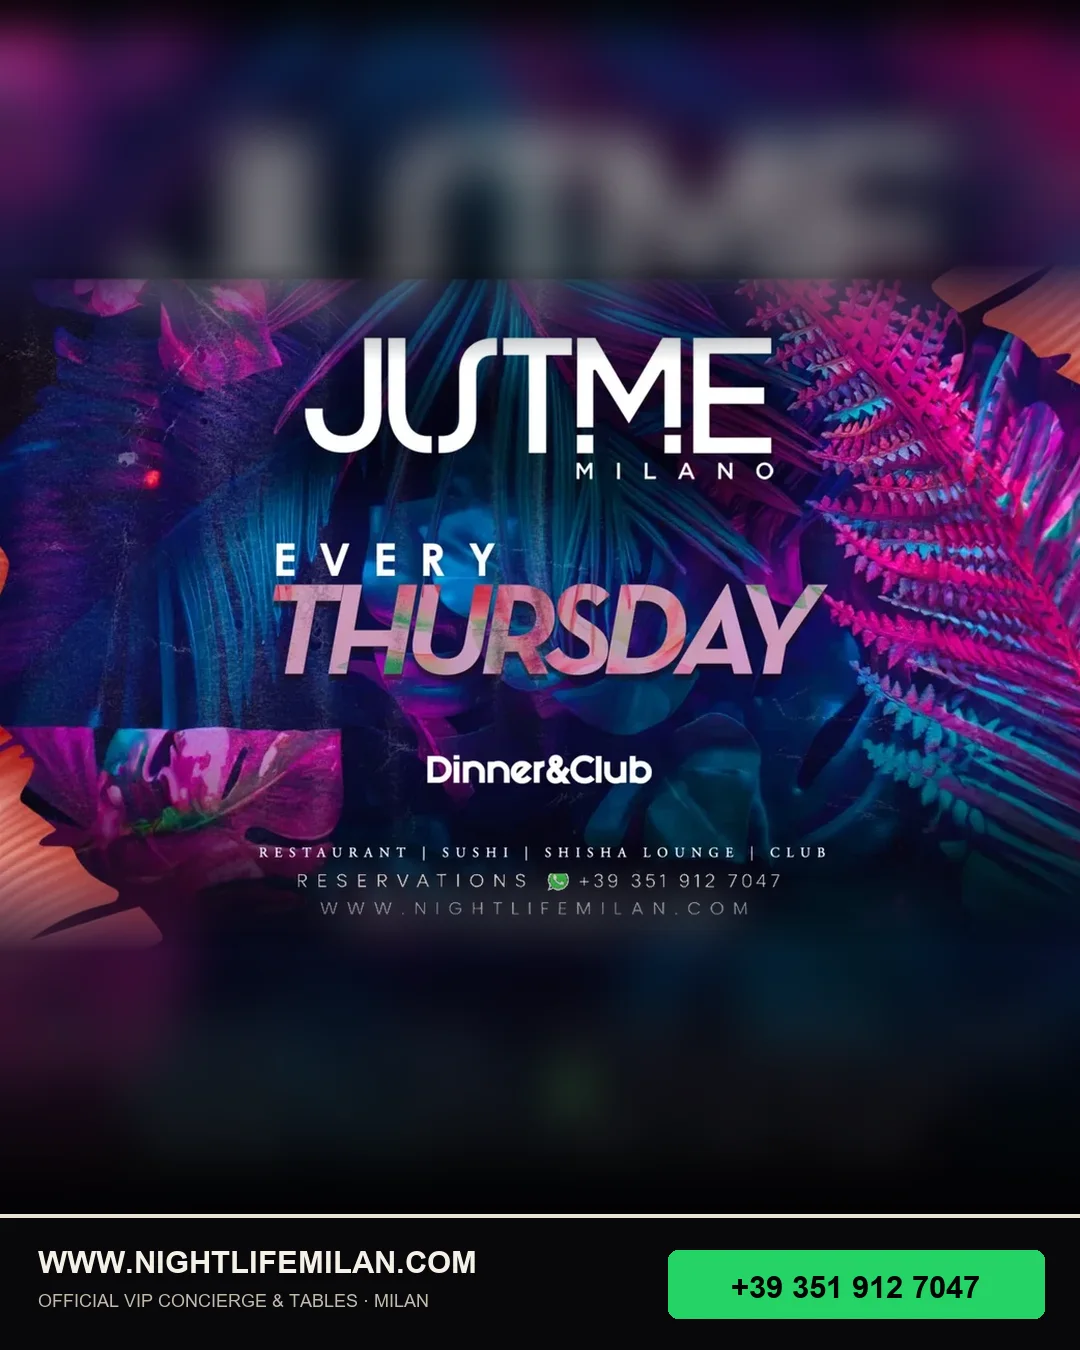 JUSTME
MILANO
EVERY
THURSDAY
Dinner&Club
RESTAURANT | SUSHI | SHISHA LOUNGE | CLUB
RESERVATIONS +39 351 912 7047
WWW.NIGHTLIFEMILAN.COM
WWW.NIGHTLIFEMILAN.COM
OFFICIAL VIP CONCIERGE & TABLES · MILAN
+39 351 912 7047